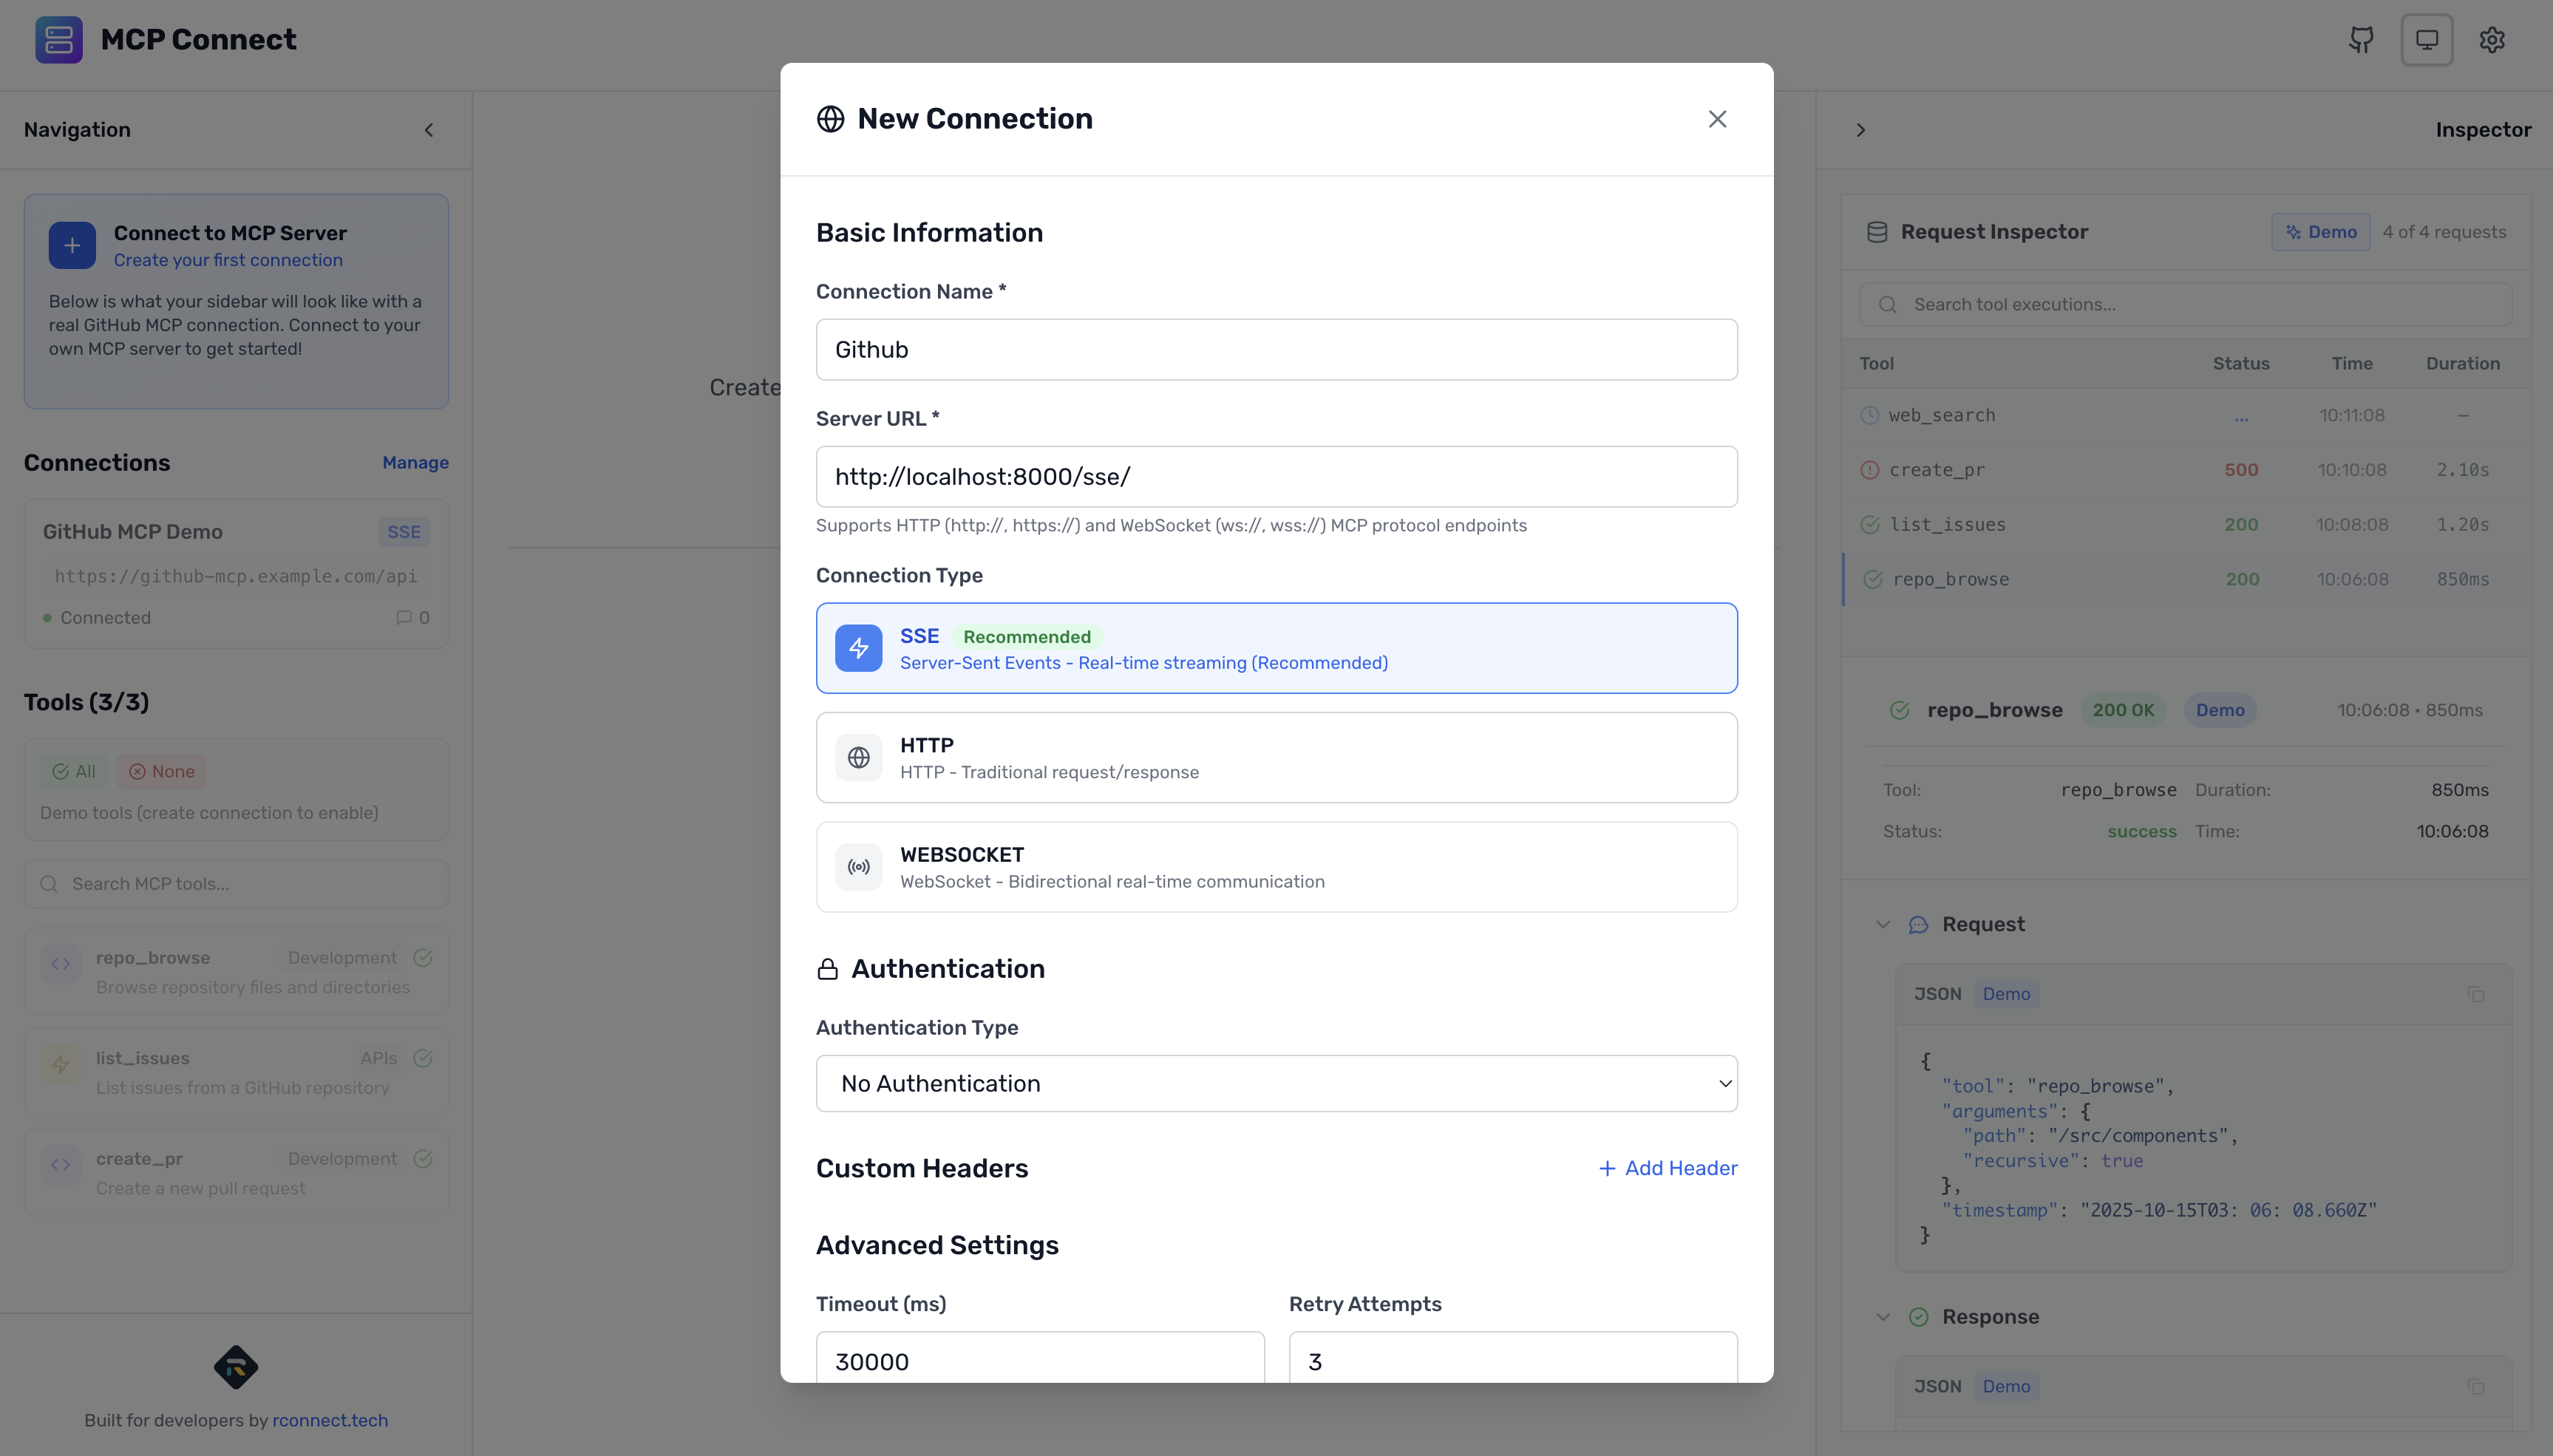 MCP Connect
Navigation
Connect to MCP Server
Create your first connection
Below is what your sidebar will look like with a
real GitHub MCP connection. Connect to your
own MCP server to get started!
Connections
Manage
GitHub MCP Demo
SSE
https://github-mcp.example.com/api
Connected
0
Tools (3/3)
All
None
Demo tools (create connection to enable)
Search MCP tools...
repo_browse
Development
Browse repository files and directories
list_issues
APIs
List issues from a GitHub repository
create_pr
Development
Create a new pull request
Built for developers by rconnect.tech
Create
New Connection
Basic Information
Connection Name *
Github
Server URL *
http://localhost:8000/sse/
Supports HTTP (http://, https://) and WebSocket (ws://, wss://) MCP protocol endpoints
Connection Type
SSE Recommended
Server-Sent Events - Real-time streaming (Recommended)
HTTP
HTTP - Traditional request/response
WEBSOCKET
WebSocket - Bidirectional real-time communication
Authentication
Authentication Type
No Authentication
Custom Headers
Add Header
Advanced Settings
Timeout (ms)
Retry Attempts
30000
3
Inspector
Request Inspector
Demo
4 of 4 requests
Search tool executions...
Tool Status Time Duration
web_search ... 10:11:08 –
create_pr 500 10:10:08 2.10s
list_issues 200 10:08:08 1.20s
repo_browse 200 10:06:08 850ms
repo_browse 200 OK Demo 10:06:08 • 850ms
Tool: repo_browse Duration: 850ms
Status: success Time: 10:06:08
Request
JSON Demo
{
"tool": "repo_browse",
"arguments": {
"path": "/src/components",
"recursive": true
},
"timestamp": "2025-10-15T03: 06: 08.660Z"
}
Response
JSON Demo